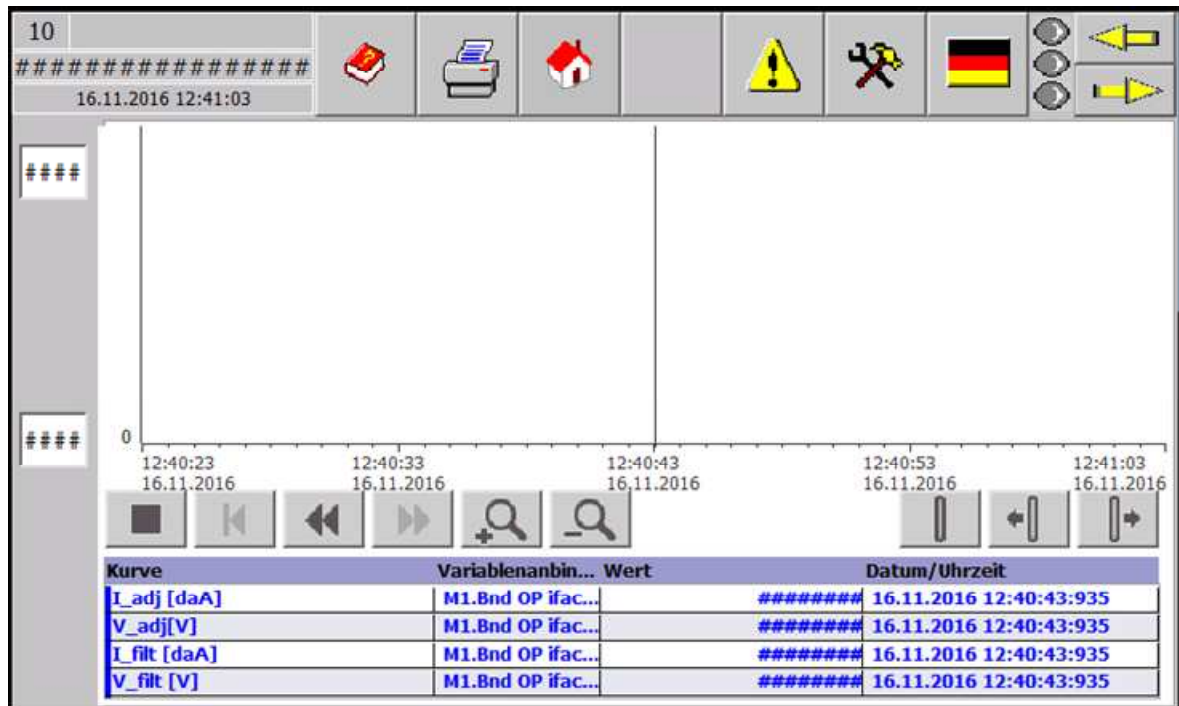 10
#################
16.11.2016 12:41:03
?
!
####
####
0
12:40:23 12:40:33 12:40:43 12:40:53 12:41:03
16.11.2016 16.11.2016 16.11.2016 16.11.2016 16.11.2016
Kurve Variablenanbin... Wert Datum/Uhrzeit
I_adj [daA] M1.Bnd OP ifac... ######## 16.11.2016 12:40:43:935
V_adj[V] M1.Bnd OP ifac... ######## 16.11.2016 12:40:43:935
I_filt [daA] M1.Bnd OP ifac... ######## 16.11.2016 12:40:43:935
V_filt [V] M1.Bnd OP ifac... ######## 16.11.2016 12:40:43:935